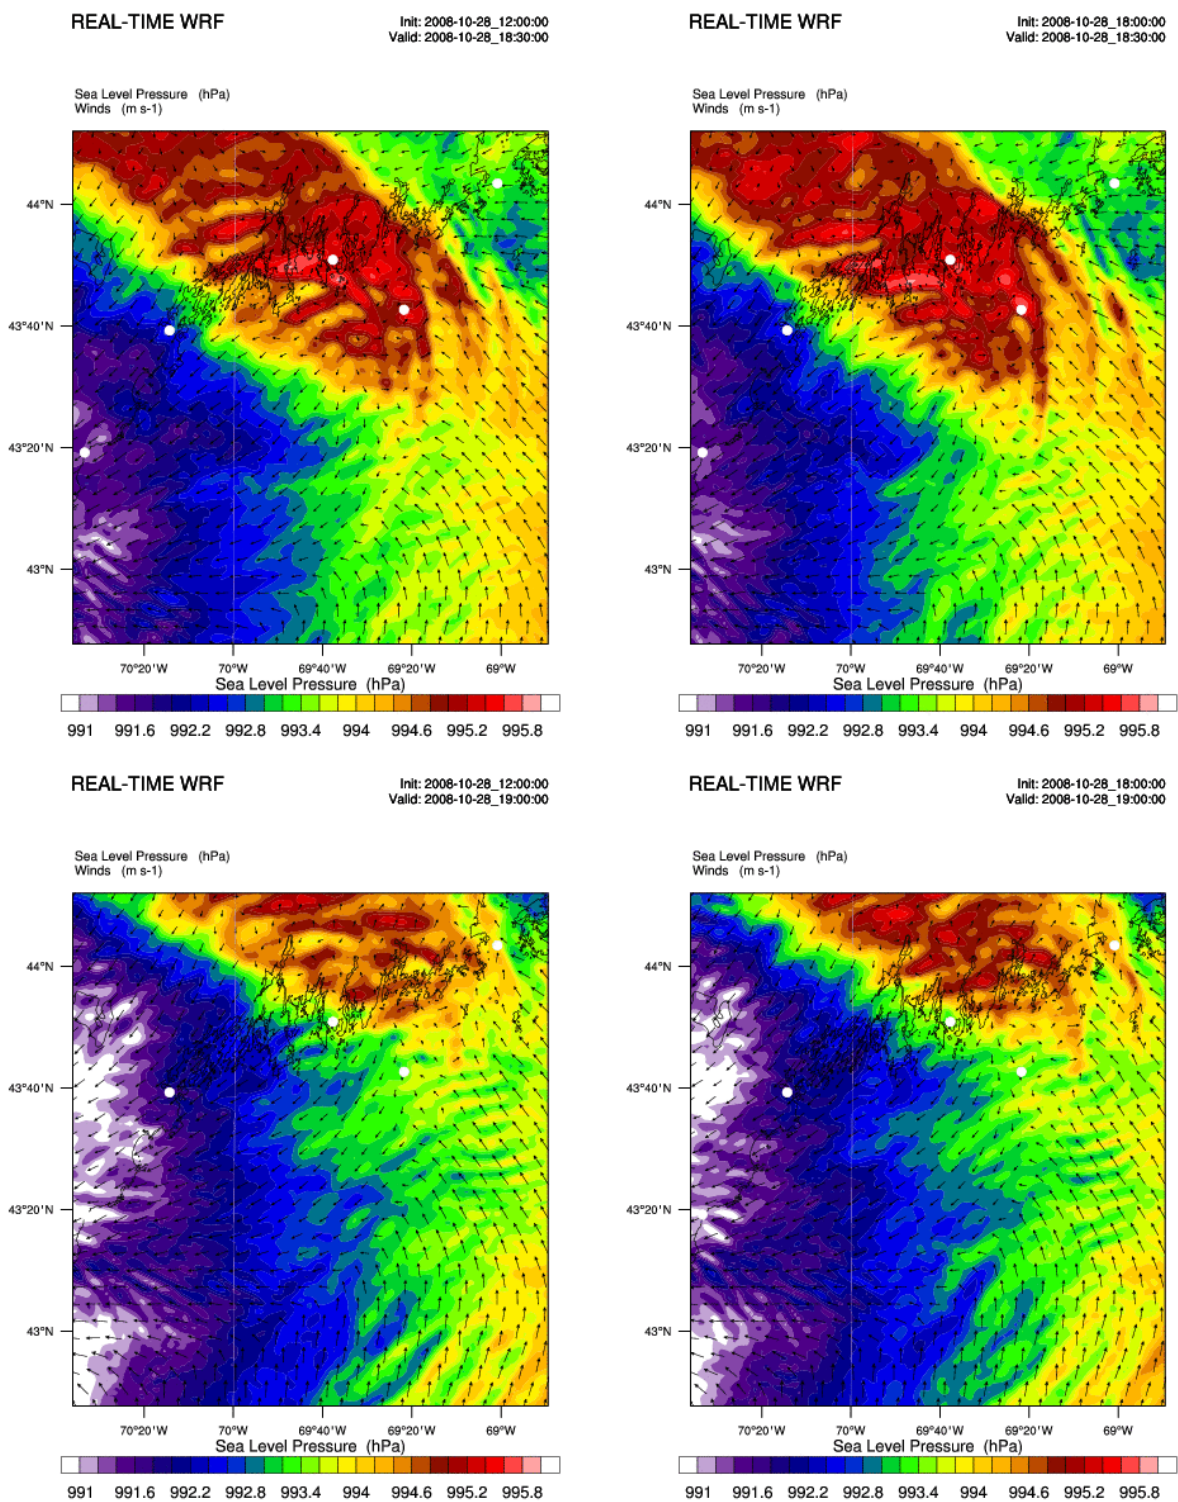 REAL-TIME WRF
Init: 2008-10-28_12:00:00
Valid: 2008-10-28_18:30:00
Sea Level Pressure (hPa)
Winds (m s-1)
44°N
43°40'N
43°20'N
43°N
70°20'W 70°W 69°40'W 69°20'W 69°W
Sea Level Pressure (hPa)
991 991.6 992.2 992.8 993.4 994 994.6 995.2 995.8
REAL-TIME WRF
Init: 2008-10-28_18:00:00
Valid: 2008-10-28_18:30:00
Sea Level Pressure (hPa)
Winds (m s-1)
44°N
43°40'N
43°20'N
43°N
70°20'W 70°W 69°40'W 69°20'W 69°W
Sea Level Pressure (hPa)
991 991.6 992.2 992.8 993.4 994 994.6 995.2 995.8
REAL-TIME WRF
Init: 2008-10-28_12:00:00
Valid: 2008-10-28_19:00:00
Sea Level Pressure (hPa)
Winds (m s-1)
44°N
43°40'N
43°20'N
43°N
70°20'W 70°W 69°40'W 69°20'W 69°W
Sea Level Pressure (hPa)
991 991.6 992.2 992.8 993.4 994 994.6 995.2 995.8
REAL-TIME WRF
Init: 2008-10-28_18:00:00
Valid: 2008-10-28_19:00:00
Sea Level Pressure (hPa)
Winds (m s-1)
44°N
43°40'N
43°20'N
43°N
70°20'W 70°W 69°40'W 69°20'W 69°W
Sea Level Pressure (hPa)
991 991.6 992.2 992.8 993.4 994 994.6 995.2 995.8